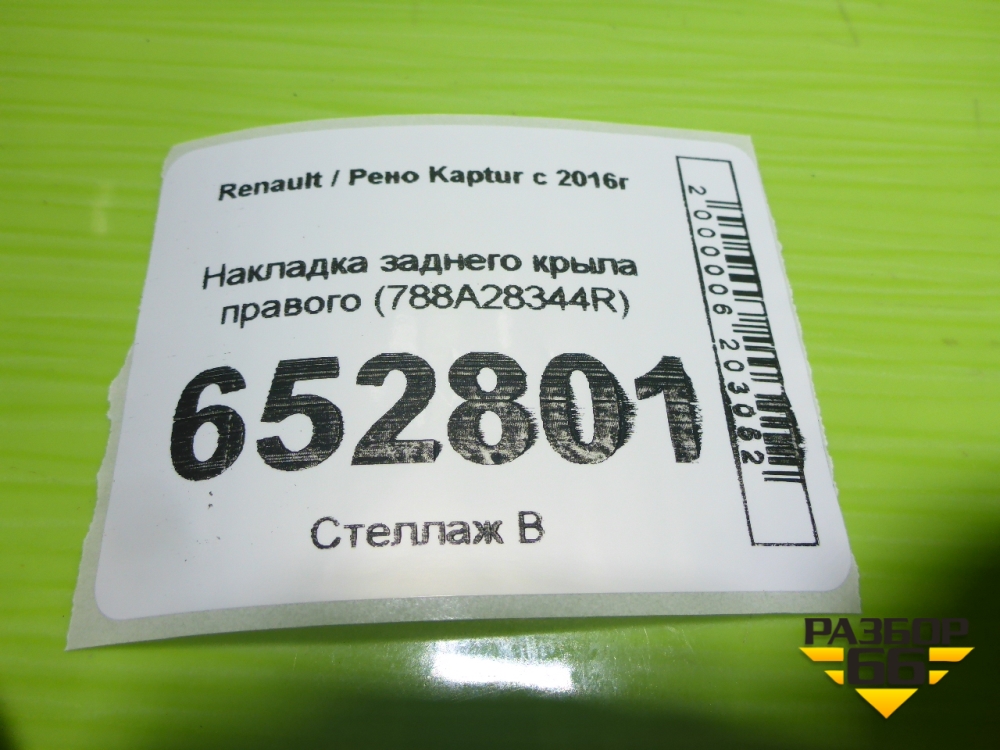 Renault / Рено Kaptur с 2016г
Накладка заднего крыла
правого (788A28344R)
652801
Стеллаж В
2000006203062
РАЗБОР
66